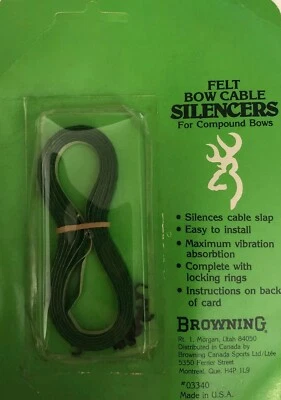 FELT
BOW CABLE
SILENCERS
For Compound Bows
• Silences cable slap
• Easy to install
• Maximum vibration
absorbtion
• Complete with
locking rings
• Instructions on back
of card
BROWNING
Rt. 1, Morgan, Utah 84050
Distributed in Canada by
Browning Canada Sports Ltd/Ltée
5350 Ferrier Street
Montreal, Que. H4P 1L9
#03340
Made in U.S.A.